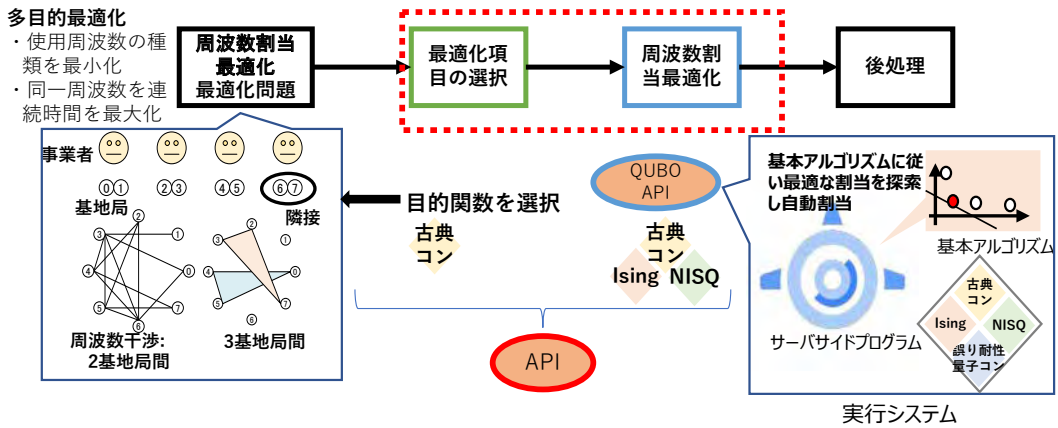 多目的最適化
・使用周波数の種
類を最小化
・同一周波数を連
続時間を最大化
周波数割当
最適化
最適化問題
最適化項
目の選択
周波数割
当最適化
後処理
事業者
⓪①
②③
④⑤
⑥⑦
基地局
隣接
2
3
1
4
0
5
7
6
周波数干渉:
2基地局間
2
3
1
4
0
5
7
6
3基地局間
目的関数を選択
古典
コン
QUBO
API
古典
コン
Ising
NISQ
API
基本アルゴリズムに従
い最適な割当を探索
し自動割当
基本アルゴリズム
サーバサイドプログラム
古典
コン
Ising
NISQ
誤り耐性
量子コン
実行システム